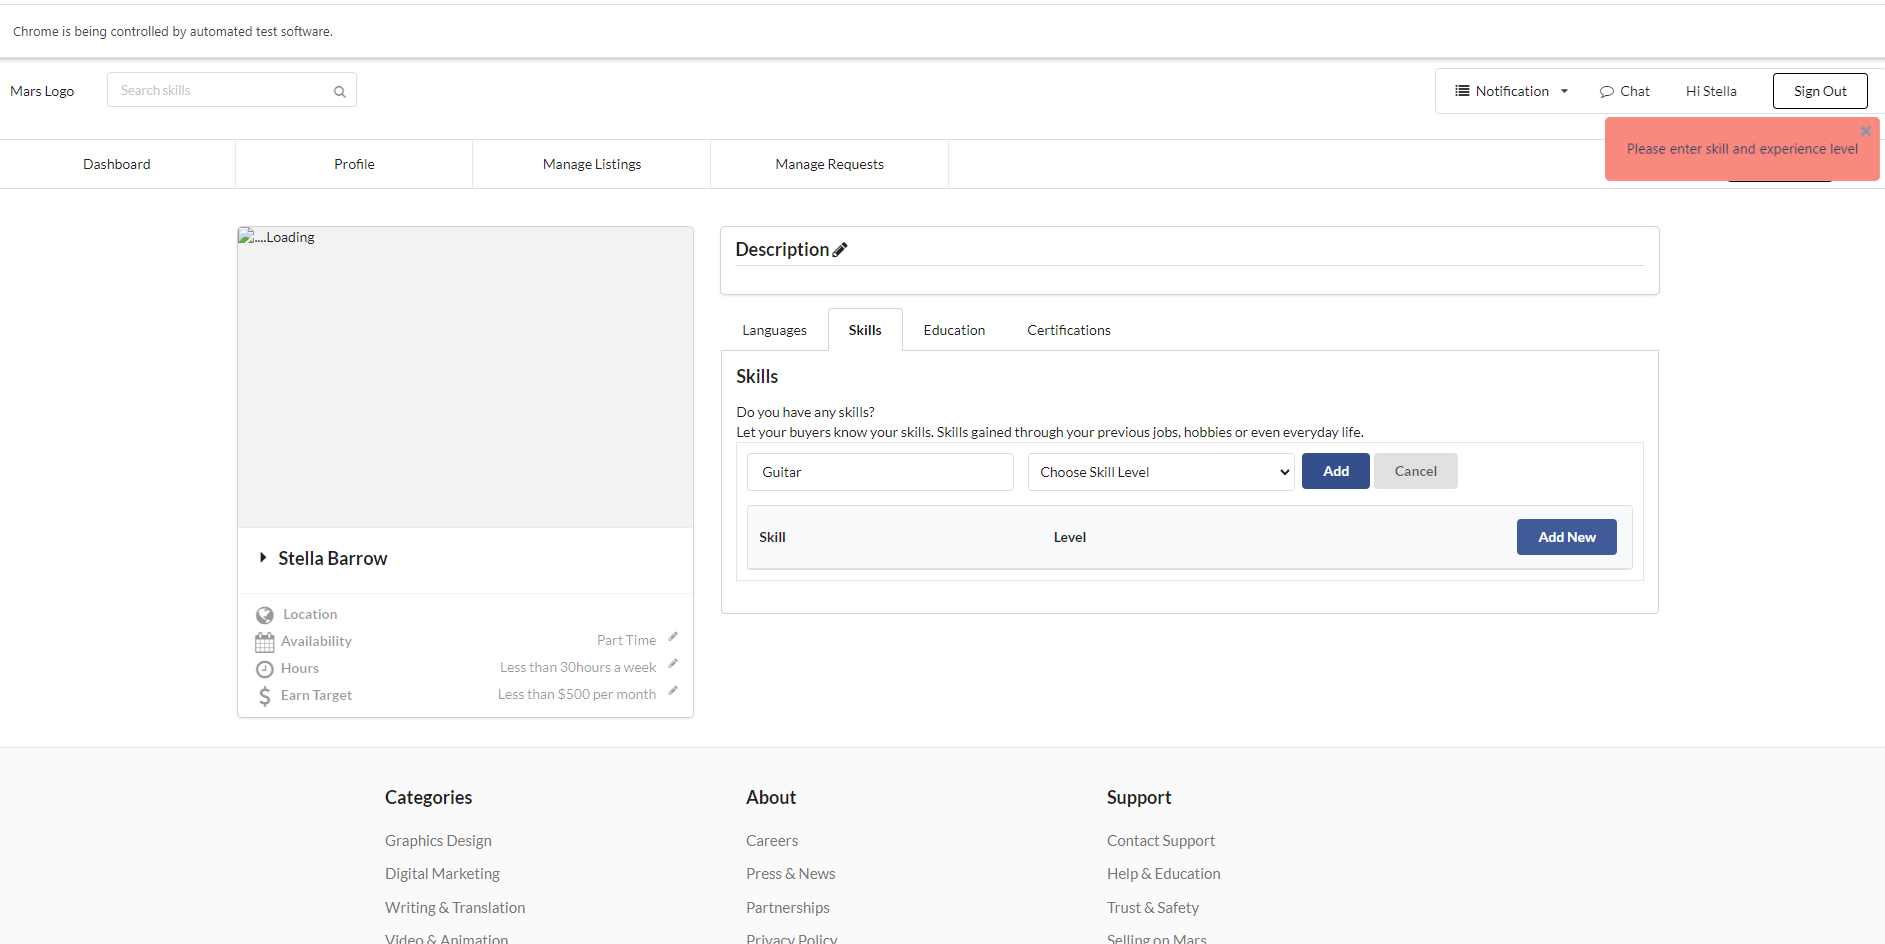 Chrome is being controlled by automated test software.
Mars Logo
Search skills
Notification
Chat
Hi Stella
Sign Out
Please enter skill and experience level
Dashboard
Profile
Manage Listings
Manage Requests
....Loading
Description
Languages
Skills
Education
Certifications
Skills
Do you have any skills?
Let your buyers know your skills. Skills gained through your previous jobs, hobbies or even everyday life.
Guitar
Choose Skill Level
Add
Cancel
Skill
Level
Add New
Stella Barrow
Location
Availability
Part Time
Hours
Less than 30hours a week
Earn Target
Less than $500 per month
Categories
Graphics Design
Digital Marketing
Writing & Translation
Video & Animation
About
Careers
Press & News
Partnerships
Privacy Policy
Support
Contact Support
Help & Education
Trust & Safety
Selling on Mars